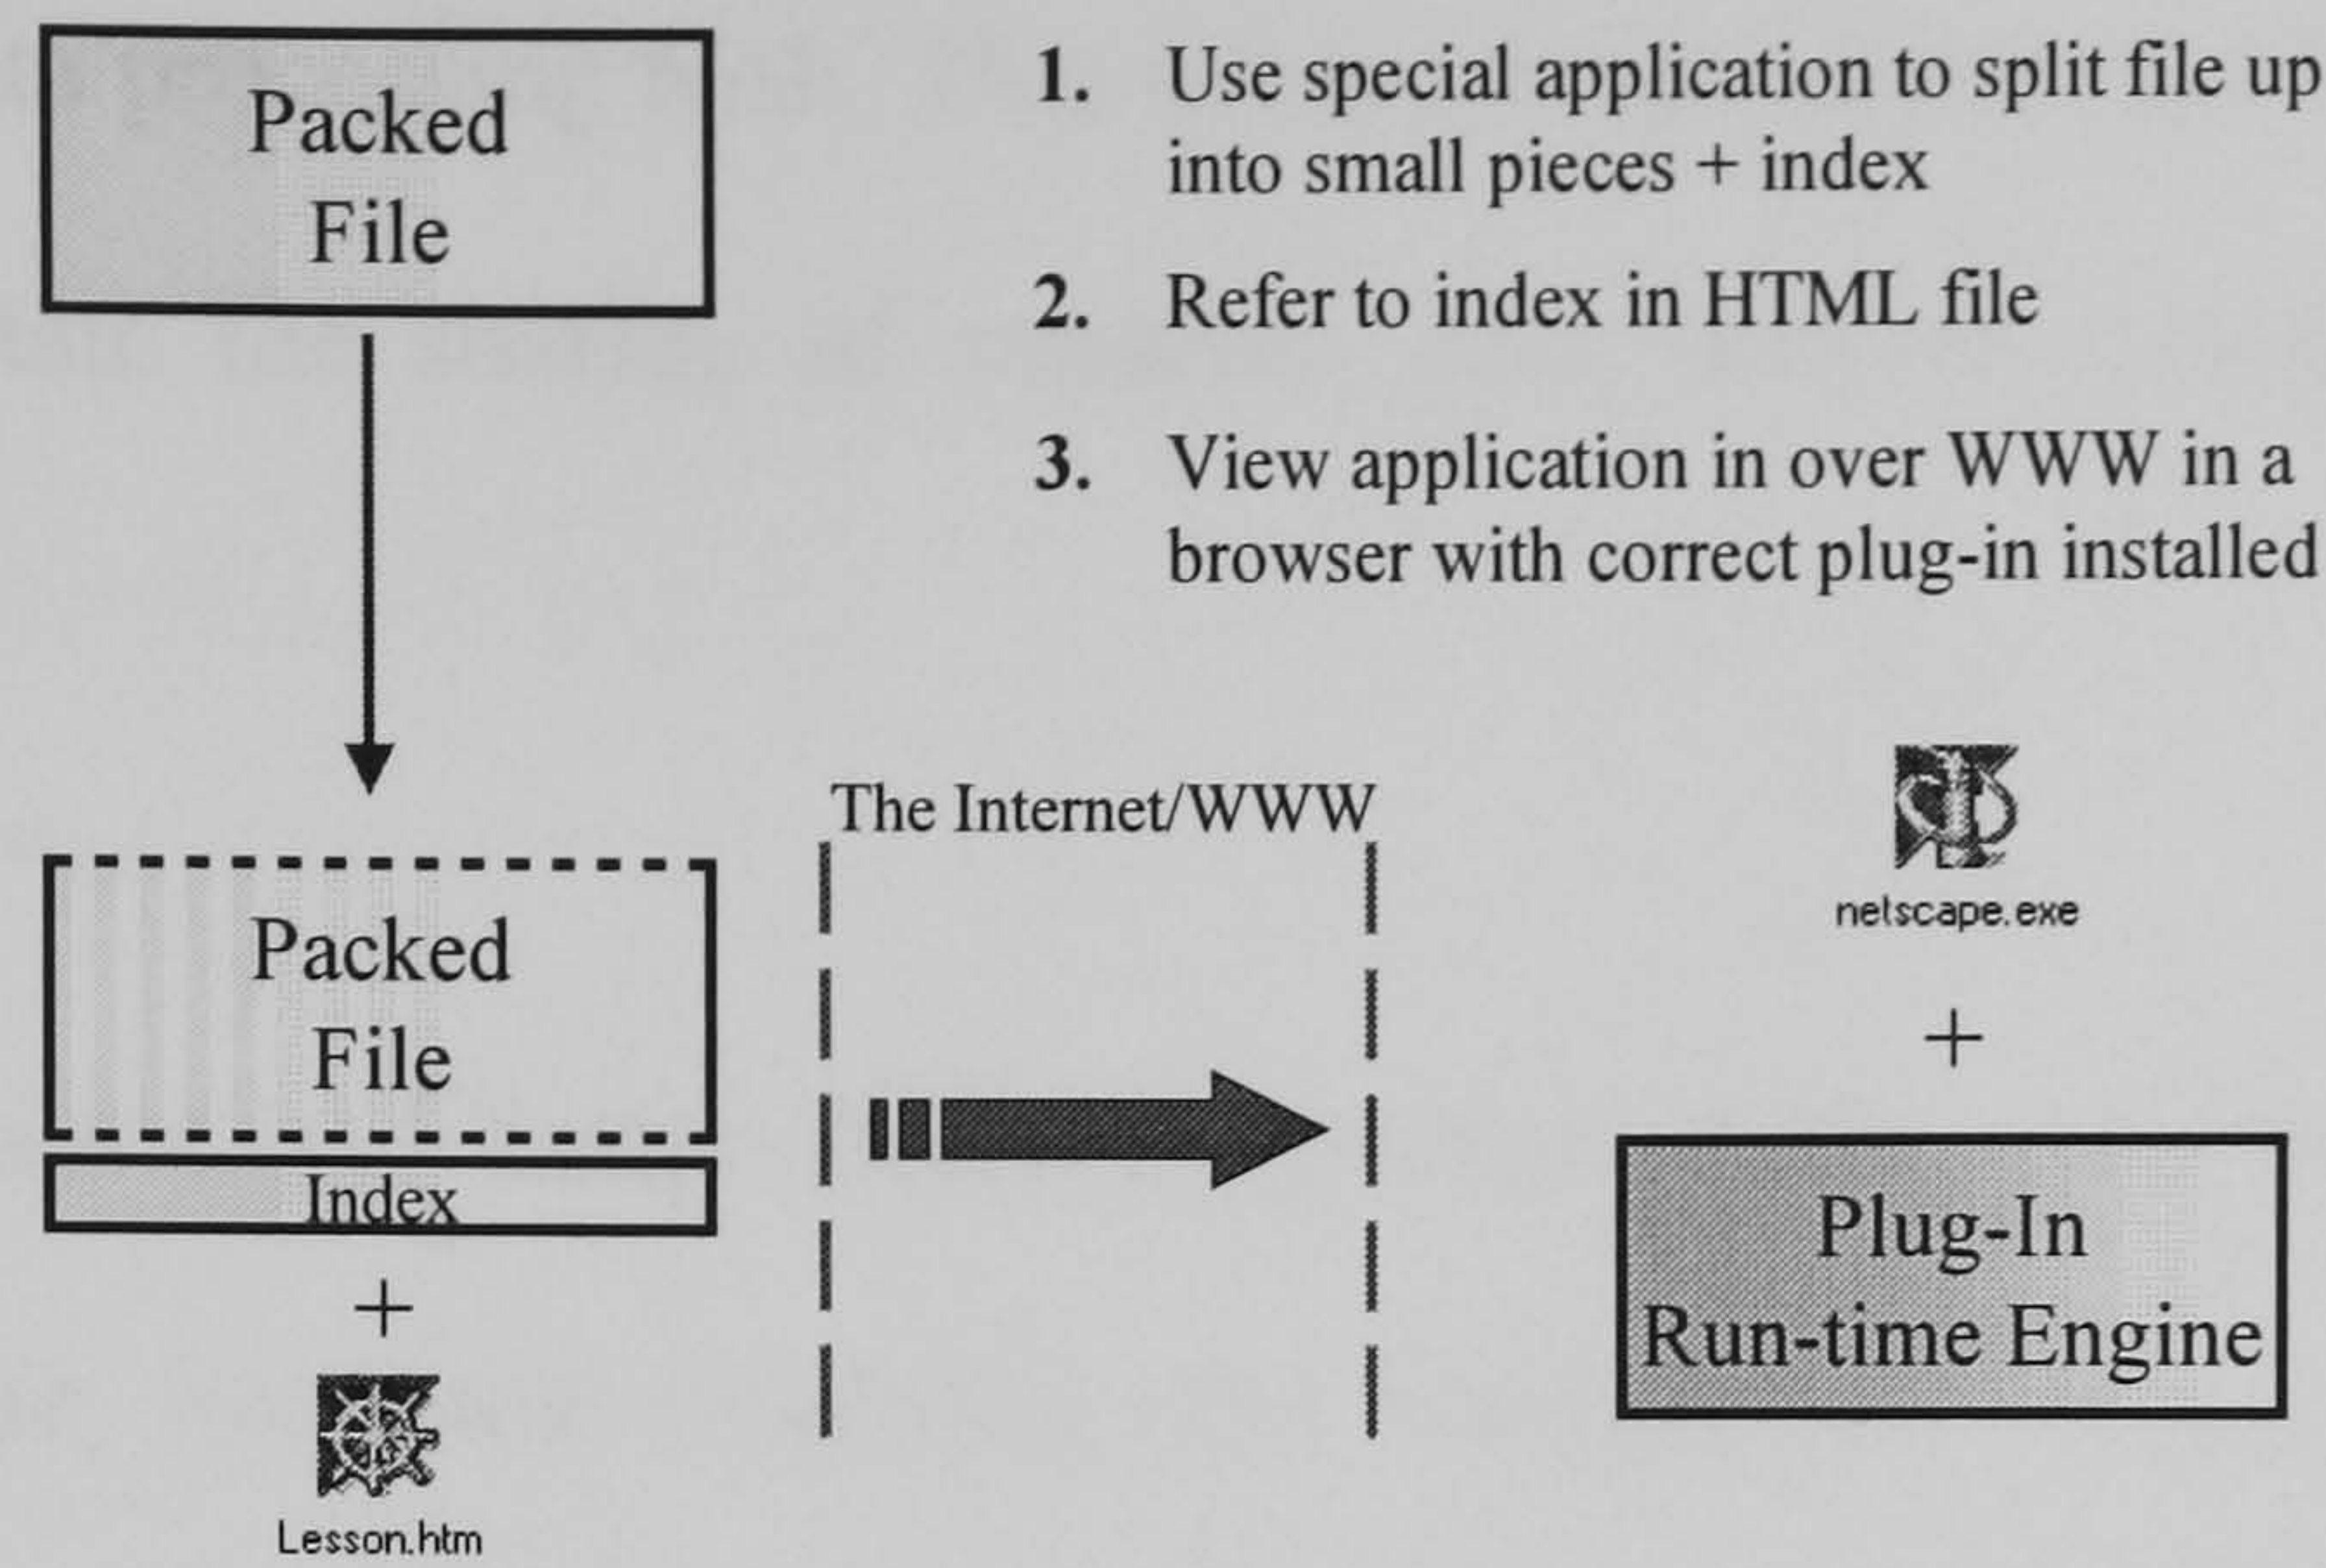 Packed
File
1. Use special application to split file up
into small pieces + index
2. Refer to index in HTML file
3. View application in over WWW in a
browser with correct plug-in installed
The Internet/WWW
Packed
File
Index
+
Lesson.htm
netscape.exe
+
Plug-In
Run-time Engine